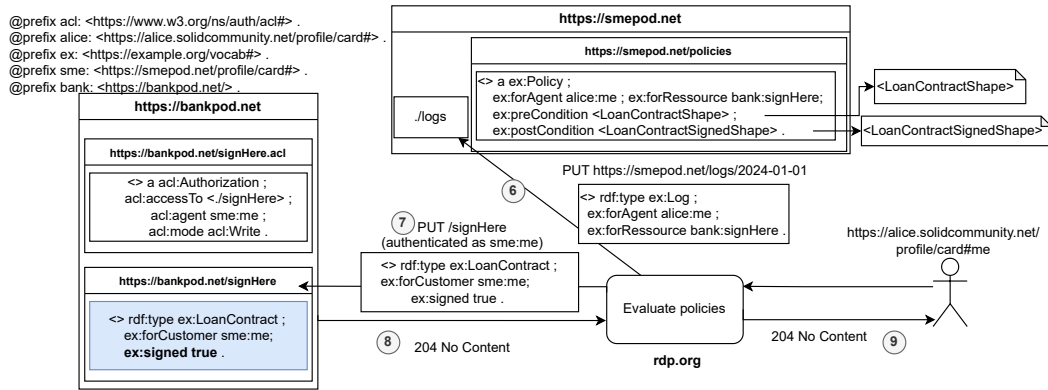 @prefix acl: <https://www.w3.org/ns/auth/acl#> .
@prefix alice: <https://alice.solidcommunity.net/profile/card#> .
@prefix ex: <https://example.org/vocab#> .
@prefix sme: <https://smepod.net/profile/card#> .
@prefix bank: <https://bankpod.net/> .
https://bankpod.net
https://bankpod.net/signHere.acl
<> a acl:Authorization ;
acl:accessTo <./signHere> ;
acl:agent sme:me ;
acl:mode acl:Write .
https://bankpod.net/signHere
<> rdf:type ex:LoanContract ;
ex:forCustomer sme:me;
ex:signed true .
https://smepod.net
./logs
https://smepod.net/policies
<> a ex:Policy ;
ex:forAgent alice:me ; ex:forRessource bank:signHere;
ex:preCondition <LoanContractShape> ;
ex:postCondition <LoanContractSignedShape> .
<LoanContractShape>
<LoanContractSignedShape>
6
PUT https://smepod.net/logs/2024-01-01
<> rdf:type ex:Log ;
ex:forAgent alice:me ;
ex:forRessource bank:signHere .
7
PUT /signHere
(authenticated as sme:me)
<> rdf:type ex:LoanContract ;
ex:forCustomer sme:me;
ex:signed true .
https://alice.solidcommunity.net/
profile/card#me
Evaluate policies
rdp.org
8
204 No Content
204 No Content
9